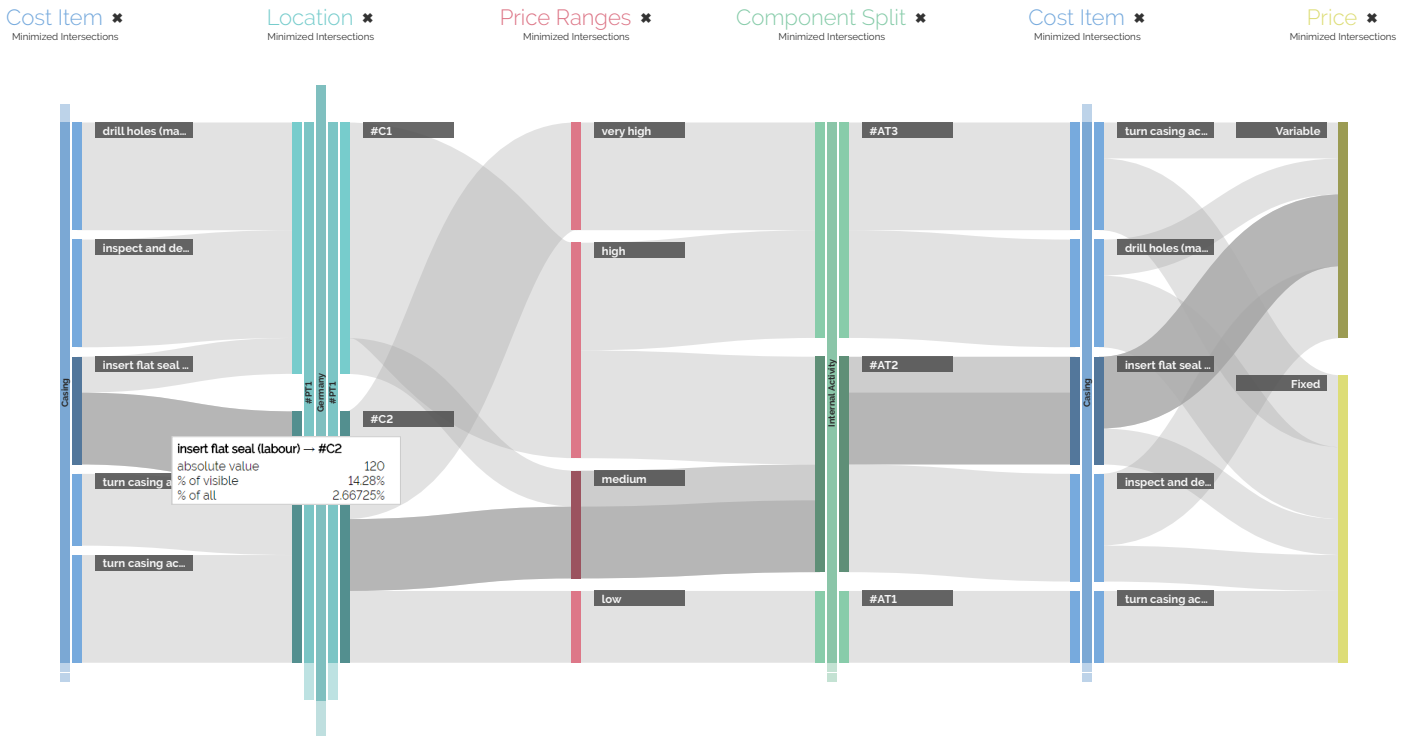 Cost Item ✖
Minimized Intersections
Location ✖
Minimized Intersections
Price Ranges ✖
Minimized Intersections
Component Split ✖
Minimized Intersections
Cost Item ✖
Minimized Intersections
Price ✖
Minimized Intersections
drill holes (ma...
inspect and de...
insert flat seal ...
turn casing a
turn casing ac...
Casing
#C1
#C2
#PT1
Germany
#PT1
insert flat seal (labour) → #C2
absolute value 120
% of visible 14.28%
% of all 2.66725%
very high
high
medium
low
Internal Activity
#AT3
#AT2
#AT1
Casing
turn casing ac...
drill holes (ma...
insert flat seal ...
inspect and de...
turn casing ac...
Variable
Fixed